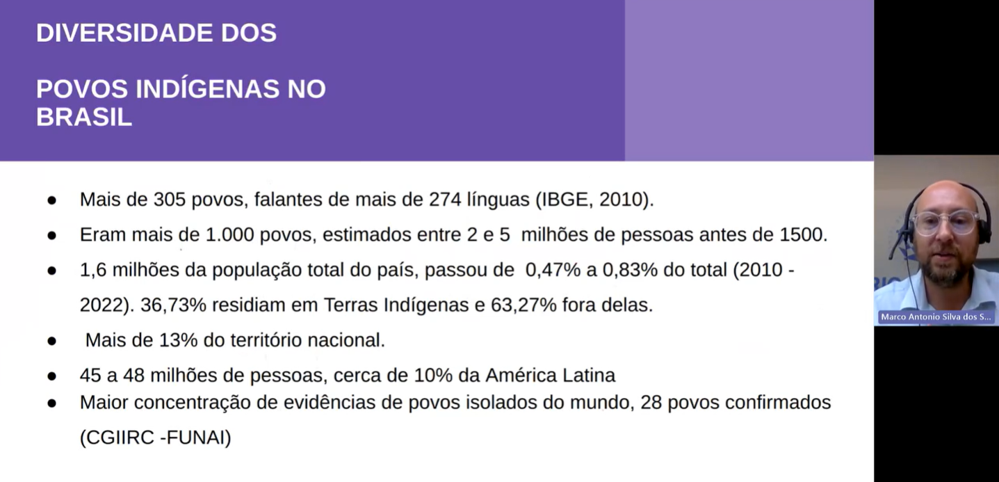 DIVERSIDADE DOS
POVOS INDÍGENAS NO
BRASIL
● Mais de 305 povos, falantes de mais de 274 línguas (IBGE, 2010).
● Eram mais de 1.000 povos, estimados entre 2 e 5 milhões de pessoas antes de 1500.
● 1,6 milhões da população total do país, passou de 0,47% a 0,83% do total (2010 -
2022). 36,73% residiam em Terras Indígenas e 63,27% fora delas.
● Mais de 13% do território nacional.
● 45 a 48 milhões de pessoas, cerca de 10% da América Latina
● Maior concentração de evidências de povos isolados do mundo, 28 povos confirmados
(CGIIRC -FUNAI)
Marco Antonio Silva dos S...